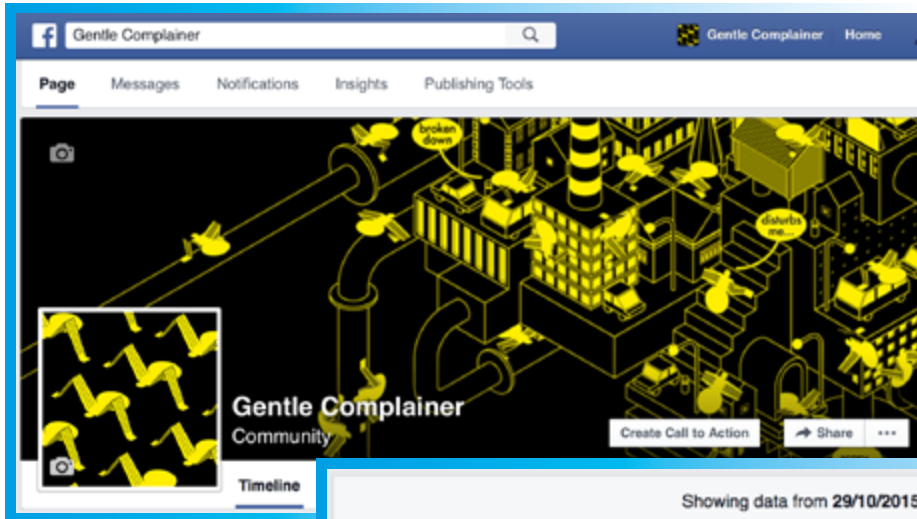 f Gentle Complainer Gentle Complainer Home
Page Messages Notifications Insights Publishing Tools
broken
down
disturbs
me...
Gentle Complainer
Community
Create Call to Action Share ...
Timeline
Showing data from 29/10/2015